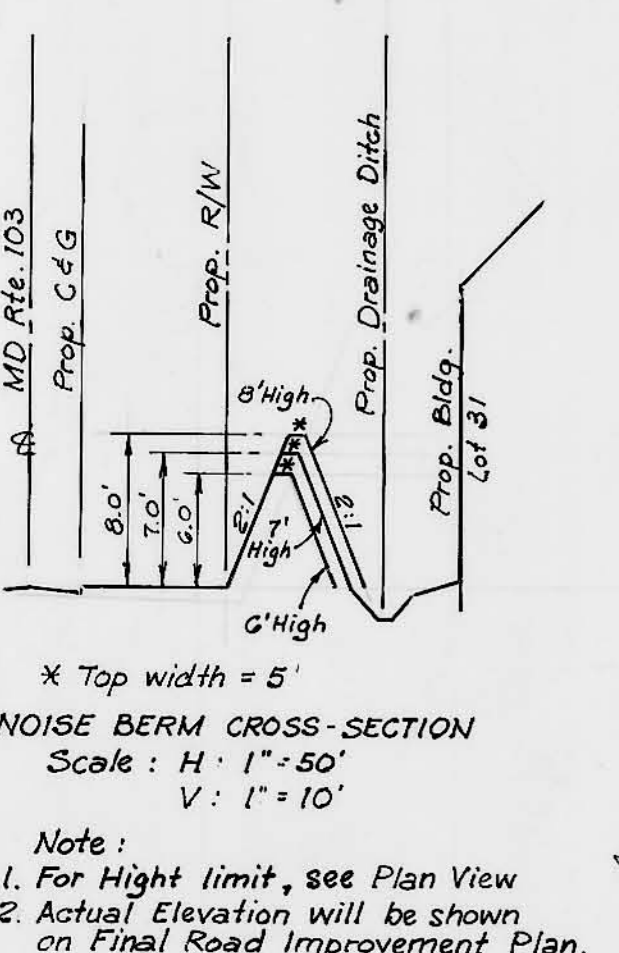 MD Rte. 103
Prop. C & G
Prop. R/W
Prop. Drainage Ditch
Prop. Bldg.
Lot 31
8' High
8.0'
7.0'
6.0'
*
*
*
2:1
1:2
7'
High
6' High
* Top width = 5'
NOISE BERM CROSS-SECTION
Scale : H : 1" = 50'
V : 1" = 10'
Note :
1. For Hight limit, see Plan View
2. Actual Elevation will be shown
on Final Road Improvement Plan.